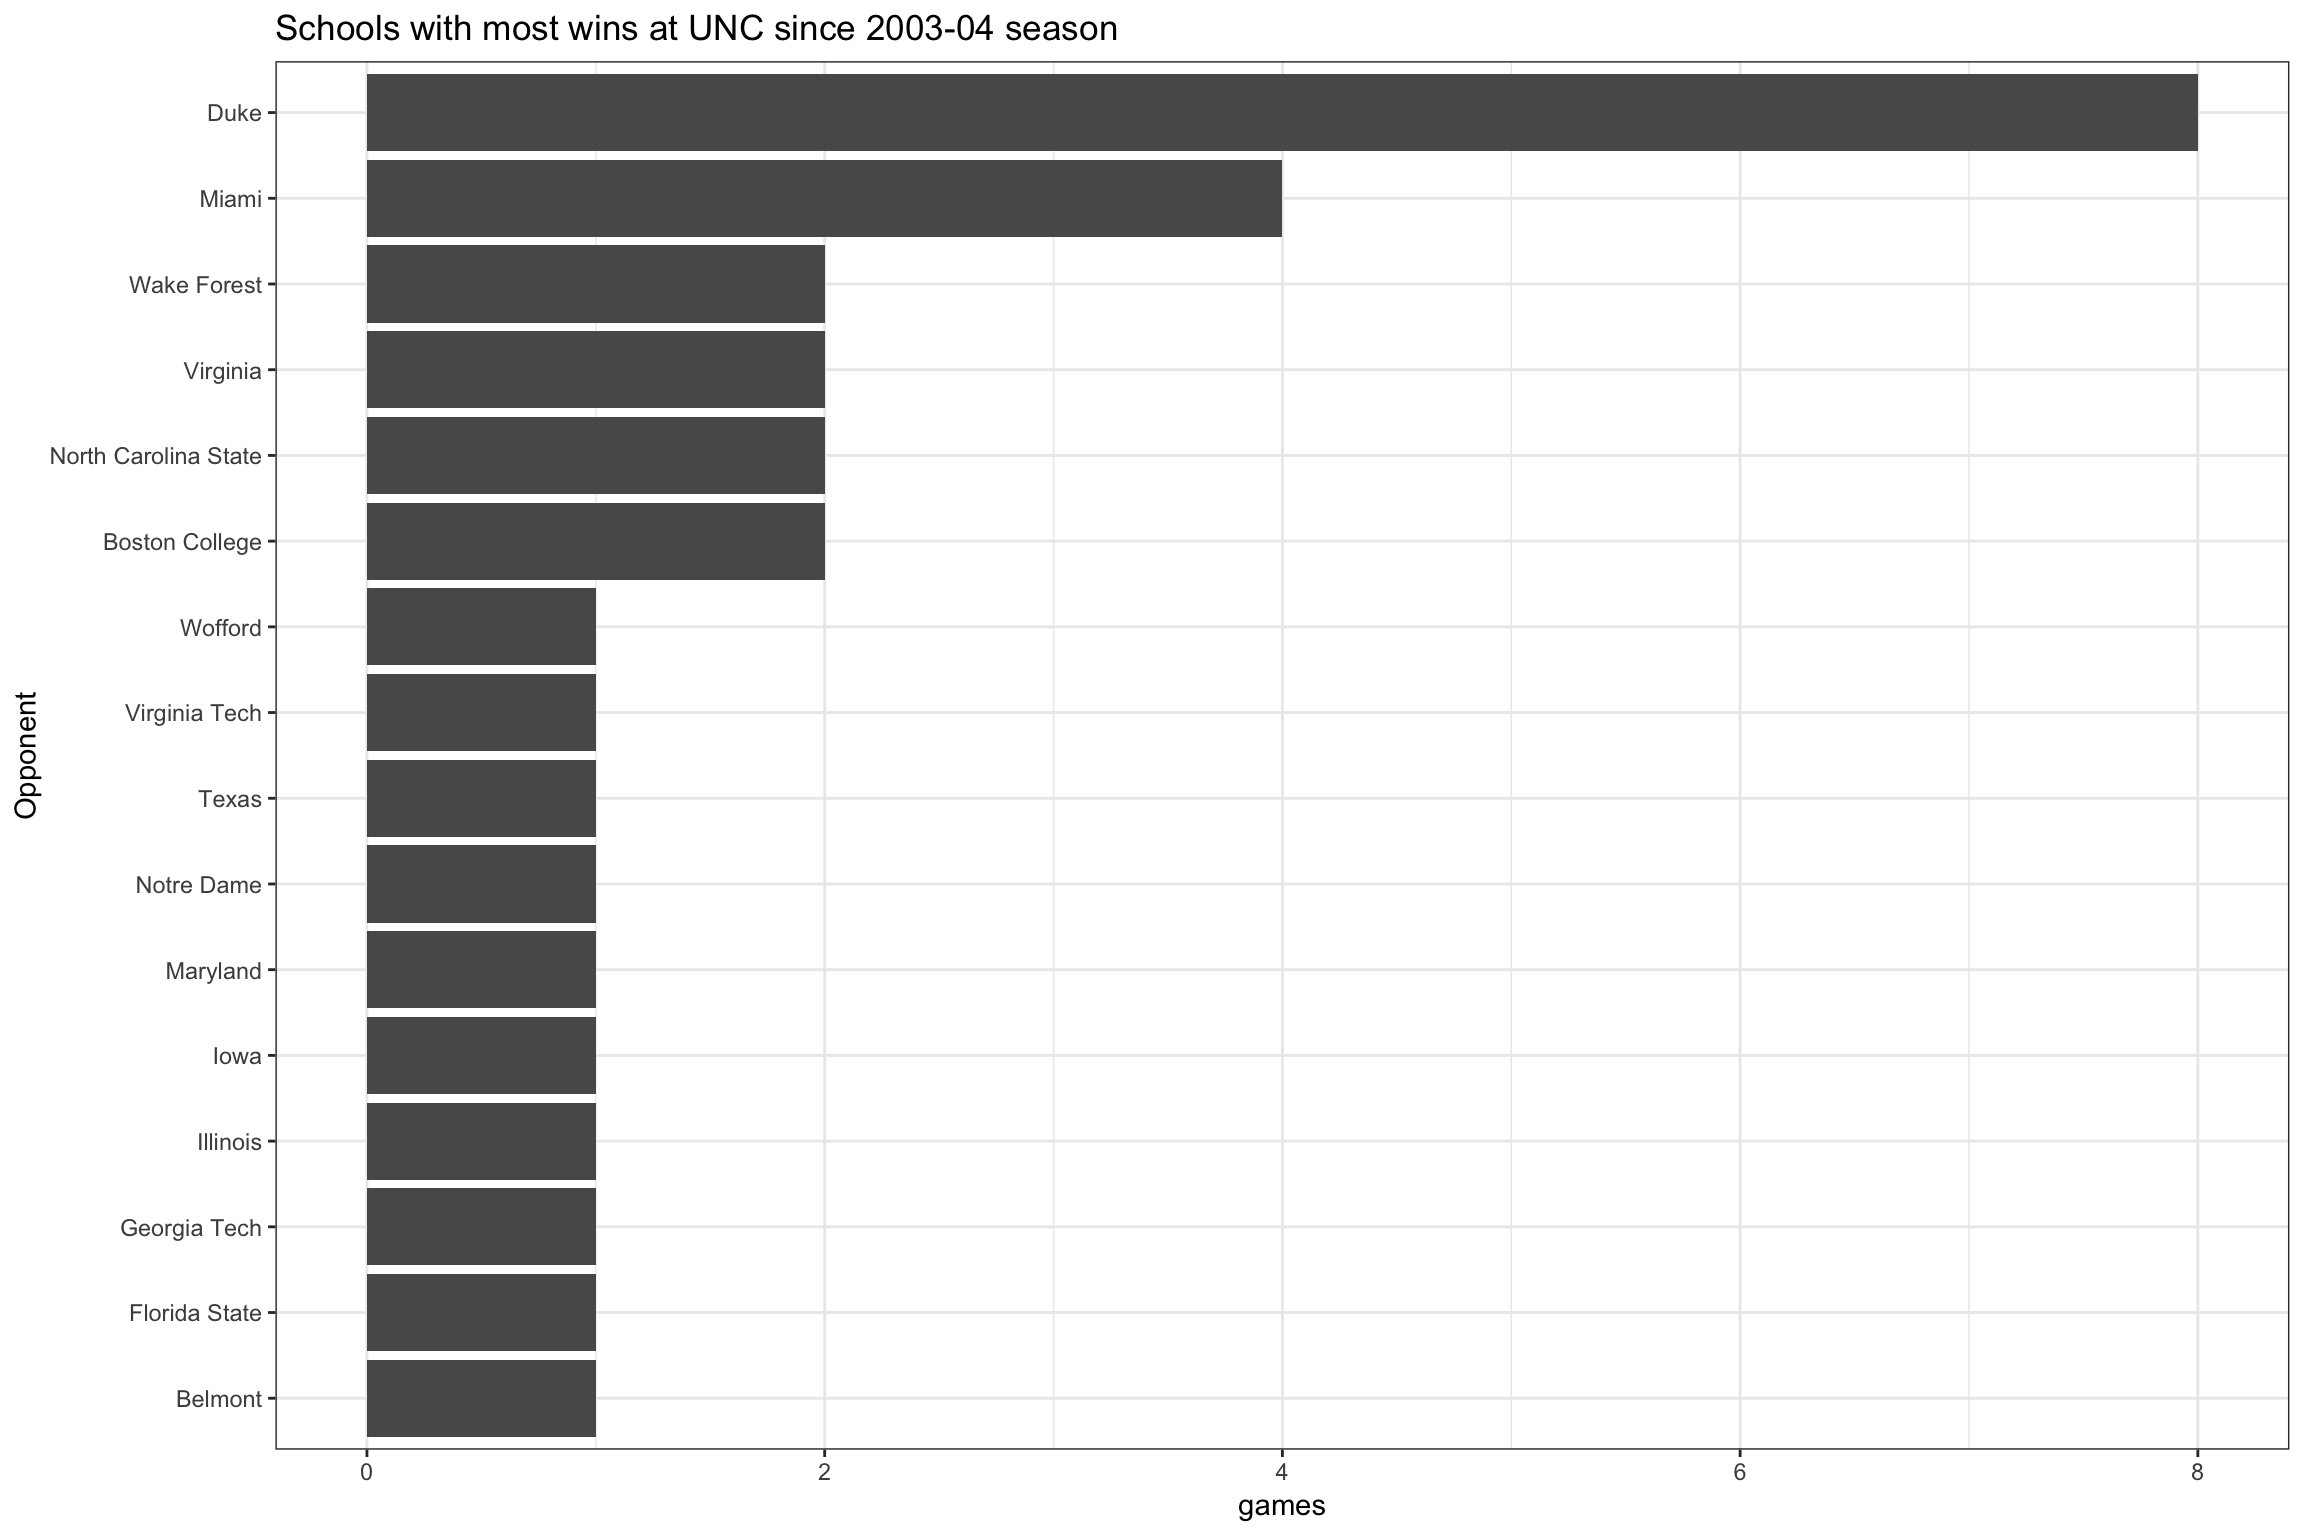 Schools with most wins at UNC since 2003-04 season
Opponent
Duke
Miami
Wake Forest
Virginia
North Carolina State
Boston College
Wofford
Virginia Tech
Texas
Notre Dame
Maryland
Iowa
Illinois
Georgia Tech
Florida State
Belmont
0 2 4 6 8
games